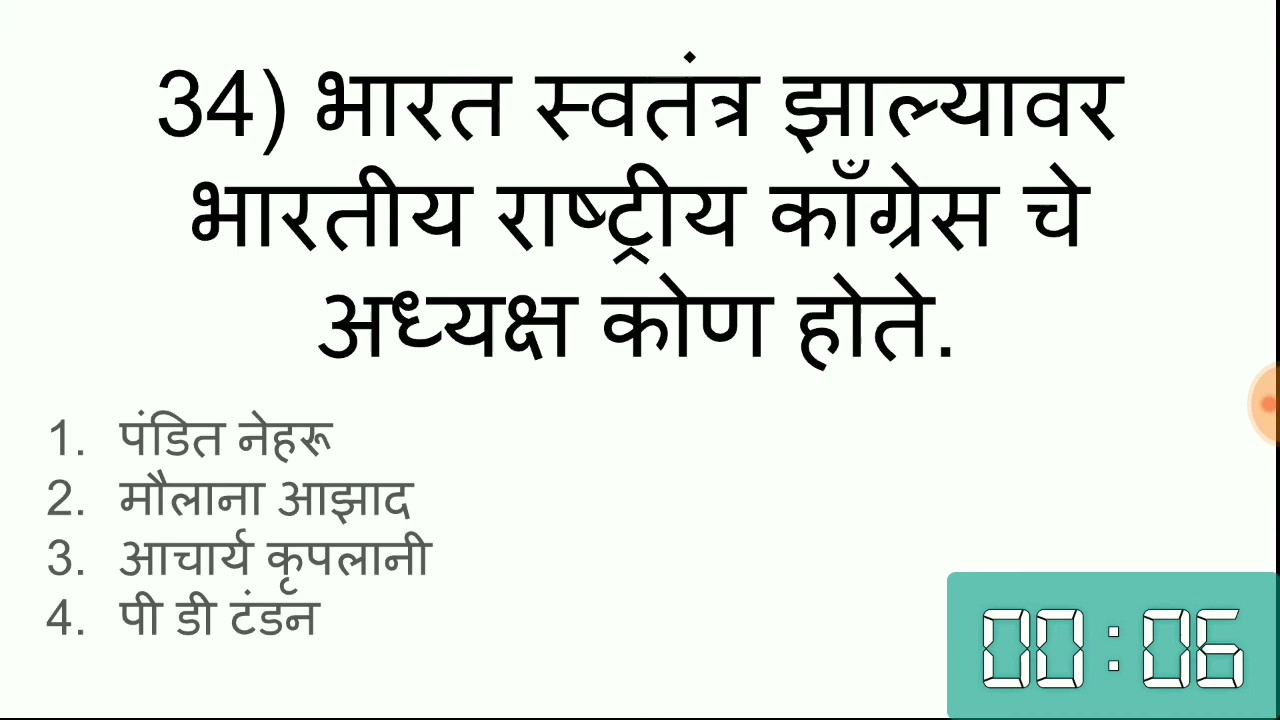 34) भारत स्वतंत्र झाल्यावर
भारतीय राष्ट्रीय काँग्रेस चे
अध्यक्ष कोण होते.
1. पंडित नेहरू
2. मौलाना आझाद
3. आचार्य कृपलानी
4. पी डी टंडन
00:06